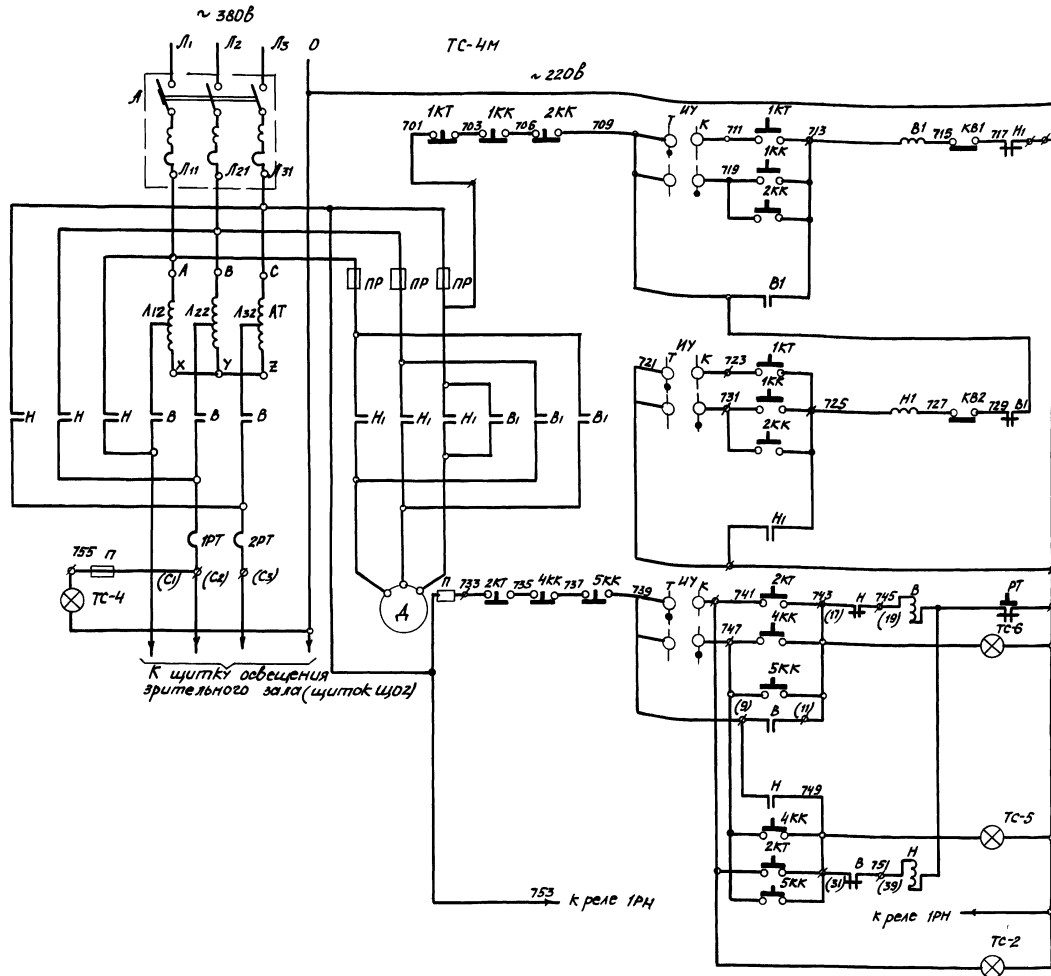 ~ 380В
Л1 Л2 Л3 0
ТС-4М
~ 220В
А
Л11 Л21 Л31
701 1КТ 703 1КК 706 2КК 709
Т ИУ К 711 1КТ 713 В1 715 КВ1 717 Н1
1КК
719
2КК
В1
А В С
ПР ПР ПР
Л12 Л22 Л32 АТ
X Y Z
Н Н Н В В В
Н1 Н1 Н1 В1 В1 В1
721 Т ИУ К 723 1КТ
1КК
731 725 Н1 727 КВ2 729 В1
2КК
Н1
1РТ 2РТ
755 П (С1) (С2) (С3)
ТС-4
Д
П 733 2КТ 735 4КК 737 5КК 739
Т ИУ К 741 2КТ 743 Н 745 В РТ
(17) (19)
747 4КК ТС-6
5КК
(9) В (11)
К щитку освещения
зрительного зала (щиток ЩО2)
Н 749
4КК ТС-5
2КТ В 751 Н
(31) (39)
5КК
753 к реле 1РН
к реле 1РН
ТС-2